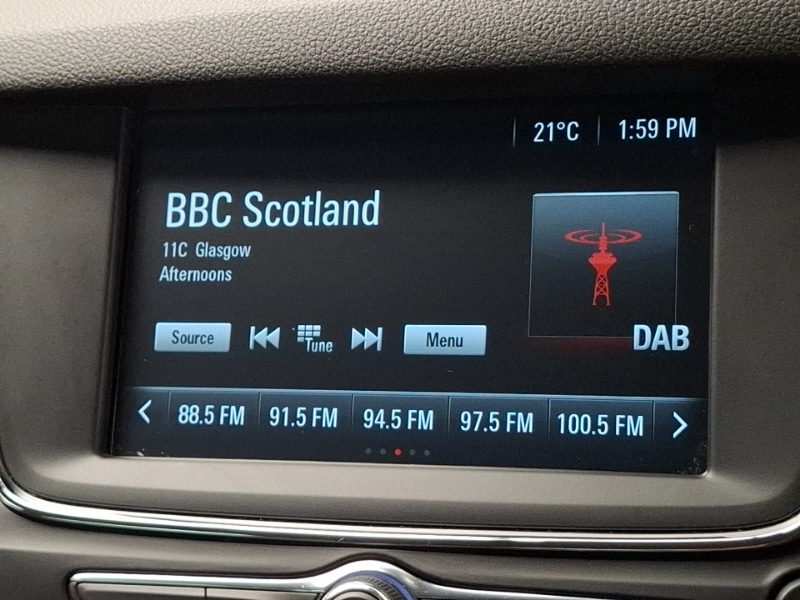 21°C 1:59 PM
BBC Scotland
11C Glasgow
Afternoons
Source Tune Menu
DAB
88.5 FM 91.5 FM 94.5 FM 97.5 FM 100.5 FM